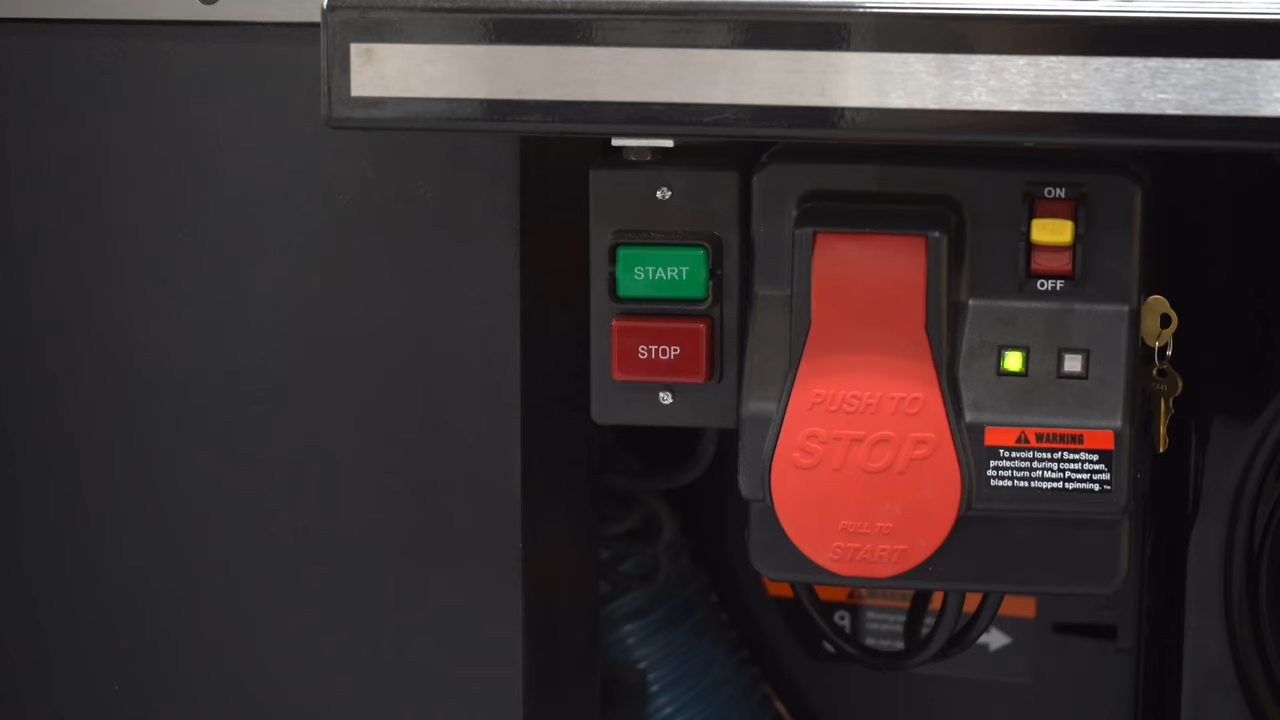 START
STOP
PUSH TO
STOP
PULL TO
START
ON
OFF
WARNING
To avoid loss of SawStop
protection during coast down,
do not turn off Main Power until
blade has stopped spinning.
9